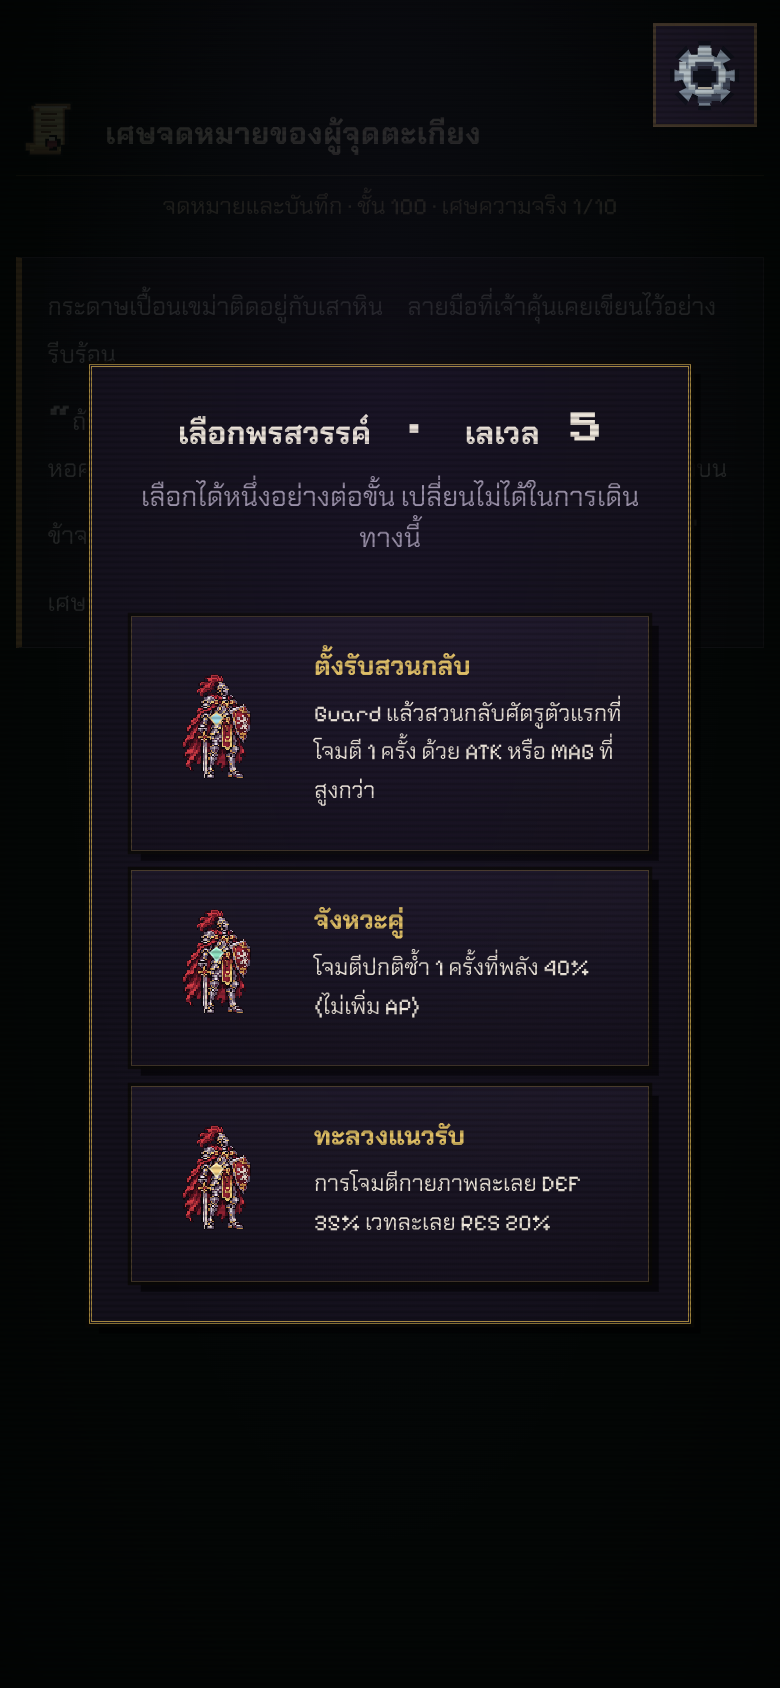 เศษจดหมายของผู้จุดตะเกียง
จดหมายและบันทึก · ชั้น 100 · เศษความจริง 1/10
กระดาษเปื้อนเขม่าติดอยู่กับเสาหิน ลายมือที่เจ้าคุ้นเคยเขียนไว้อย่าง
รีบร้อน
เลือกพรสวรรค์ · เลเวล 5
เลือกได้หนึ่งอย่างต่อขั้น เปลี่ยนไม่ได้ในการเดิน
ทางนี้
ตั้งรับสวนกลับ
Guard แล้วสวนกลับศัตรูตัวแรกที่
โจมตี 1 ครั้ง ด้วย ATK หรือ MAG ที่
สูงกว่า
จังหวะคู่
โจมตีปกติซ้ำ 1 ครั้งที่พลัง 40%
(ไม่เพิ่ม AP)
ทะลวงแนวรับ
การโจมตีกายภาพละเลย DEF
เวทละเลย RES 20%